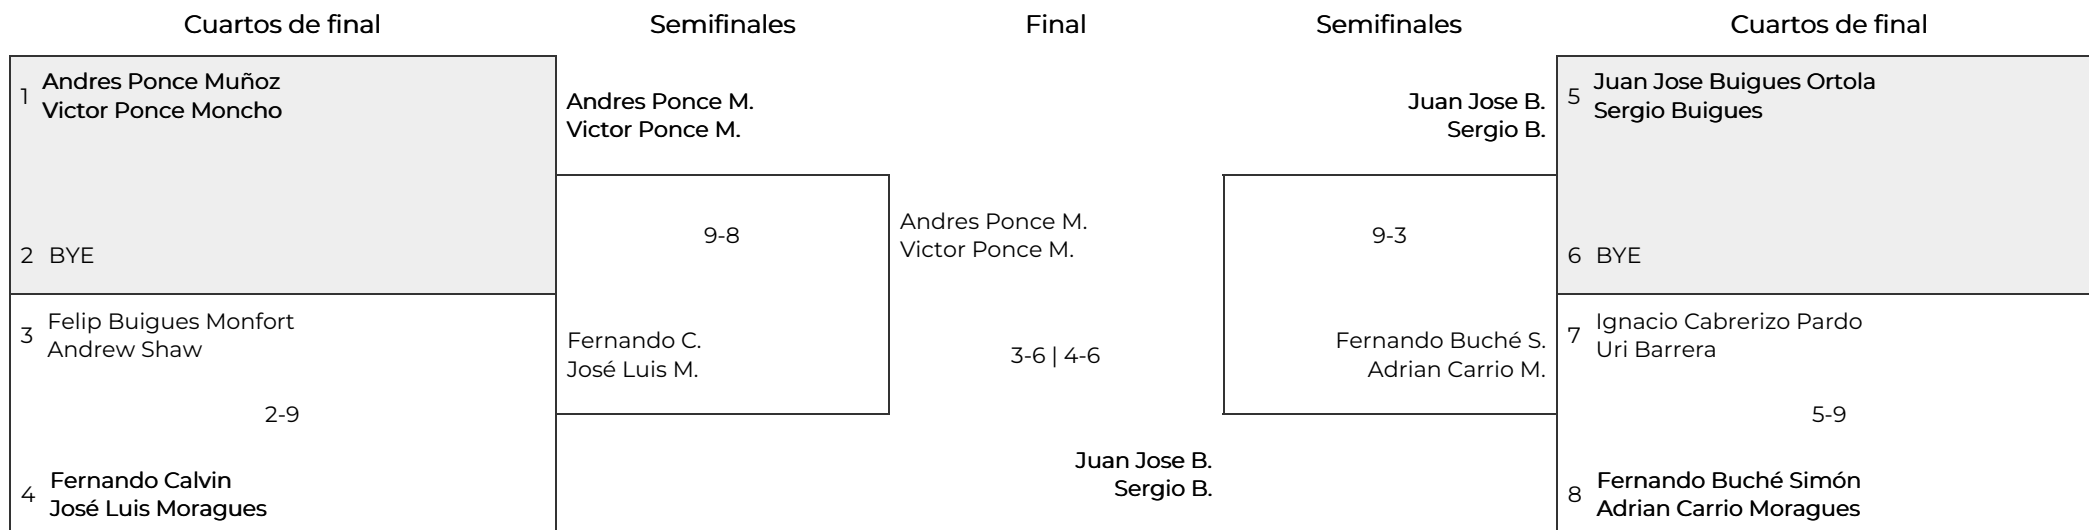 Cuartos de final
Semifinales
Final
Semifinales
Cuartos de final
1
Andres Ponce Muñoz
Victor Ponce Moncho
2 BYE
3
Felip Buigues Monfort
Andrew Shaw
2-9
4
Fernando Calvin
José Luis Moragues
Andres Ponce M.
Victor Ponce M.
9-8
Fernando C.
José Luis M.
Andres Ponce M.
Victor Ponce M.
3-6 | 4-6
Juan Jose B.
Sergio B.
Juan Jose B.
Sergio B.
9-3
Fernando Buché S.
Adrian Carrio M.
5
Juan Jose Buigues Ortola
Sergio Buigues
6 BYE
7
Ignacio Cabrerizo Pardo
Uri Barrera
5-9
8
Fernando Buché Simón
Adrian Carrio Moragues